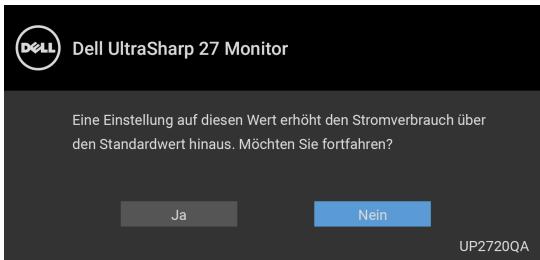 DELL Dell UltraSharp 27 Monitor
Eine Einstellung auf diesen Wert erhöht den Stromverbrauch über
den Standardwert hinaus. Möchten Sie fortfahren?
Ja Nein
UP2720QA